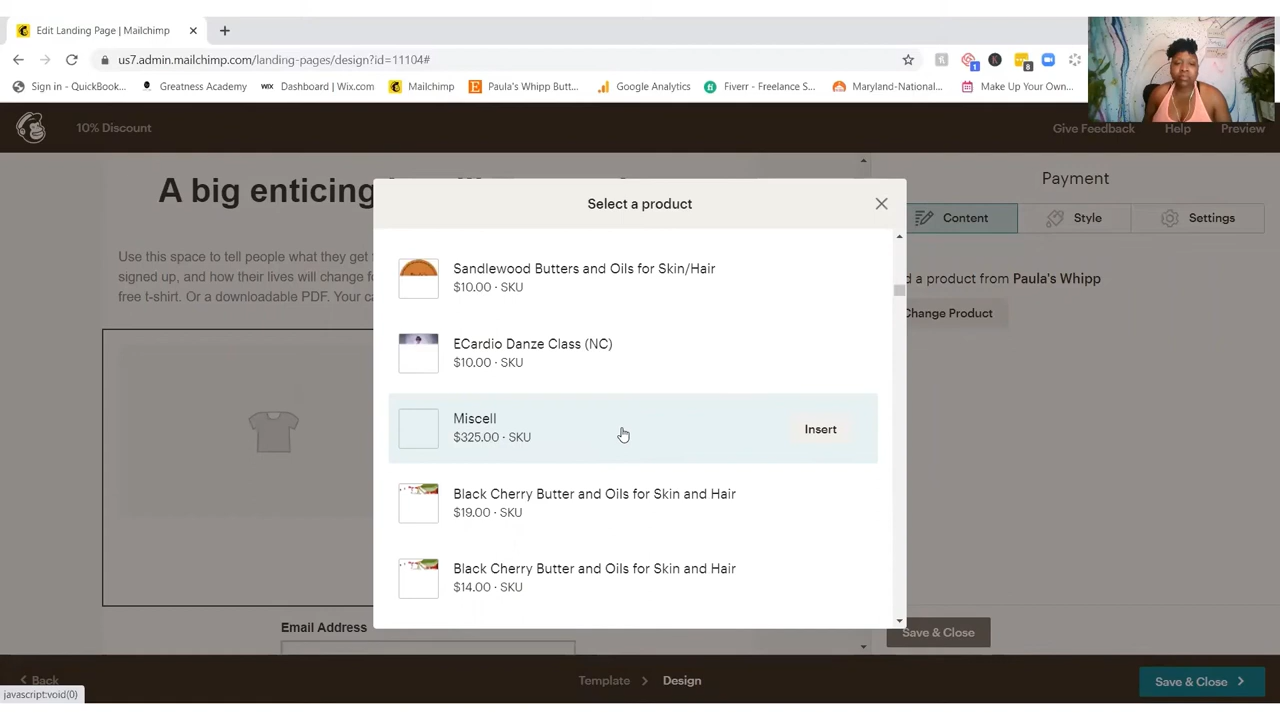 Edit Landing Page | Mailchimp
us7.admin.mailchimp.com/landing-pages/design?id=11104#
1
8
Sign in - QuickBook...
Greatness Academy
Dashboard | Wix.com
Mailchimp
Paula's Whipp Butt...
Google Analytics
Fiverr - Freelance S...
Maryland-National...
Make Up Your Own...
10% Discount
Give Feedback
Help
Preview
A big enticing
Use this space to tell people what they get
signed up, and how their lives will change fo
free t-shirt. Or a downloadable PDF. Your ca
Email Address
Select a product
Sandlewood Butters and Oils for Skin/Hair
$10.00 · SKU
ECardio Danze Class (NC)
$10.00 · SKU
Miscell
$325.00 · SKU
Insert
Black Cherry Butter and Oils for Skin and Hair
$19.00 · SKU
Black Cherry Butter and Oils for Skin and Hair
$14.00 · SKU
Payment
Content
Style
Settings
d a product from Paula's Whipp
Change Product
Save & Close
Back
Template
Design
Save & Close
javascript:void(0)